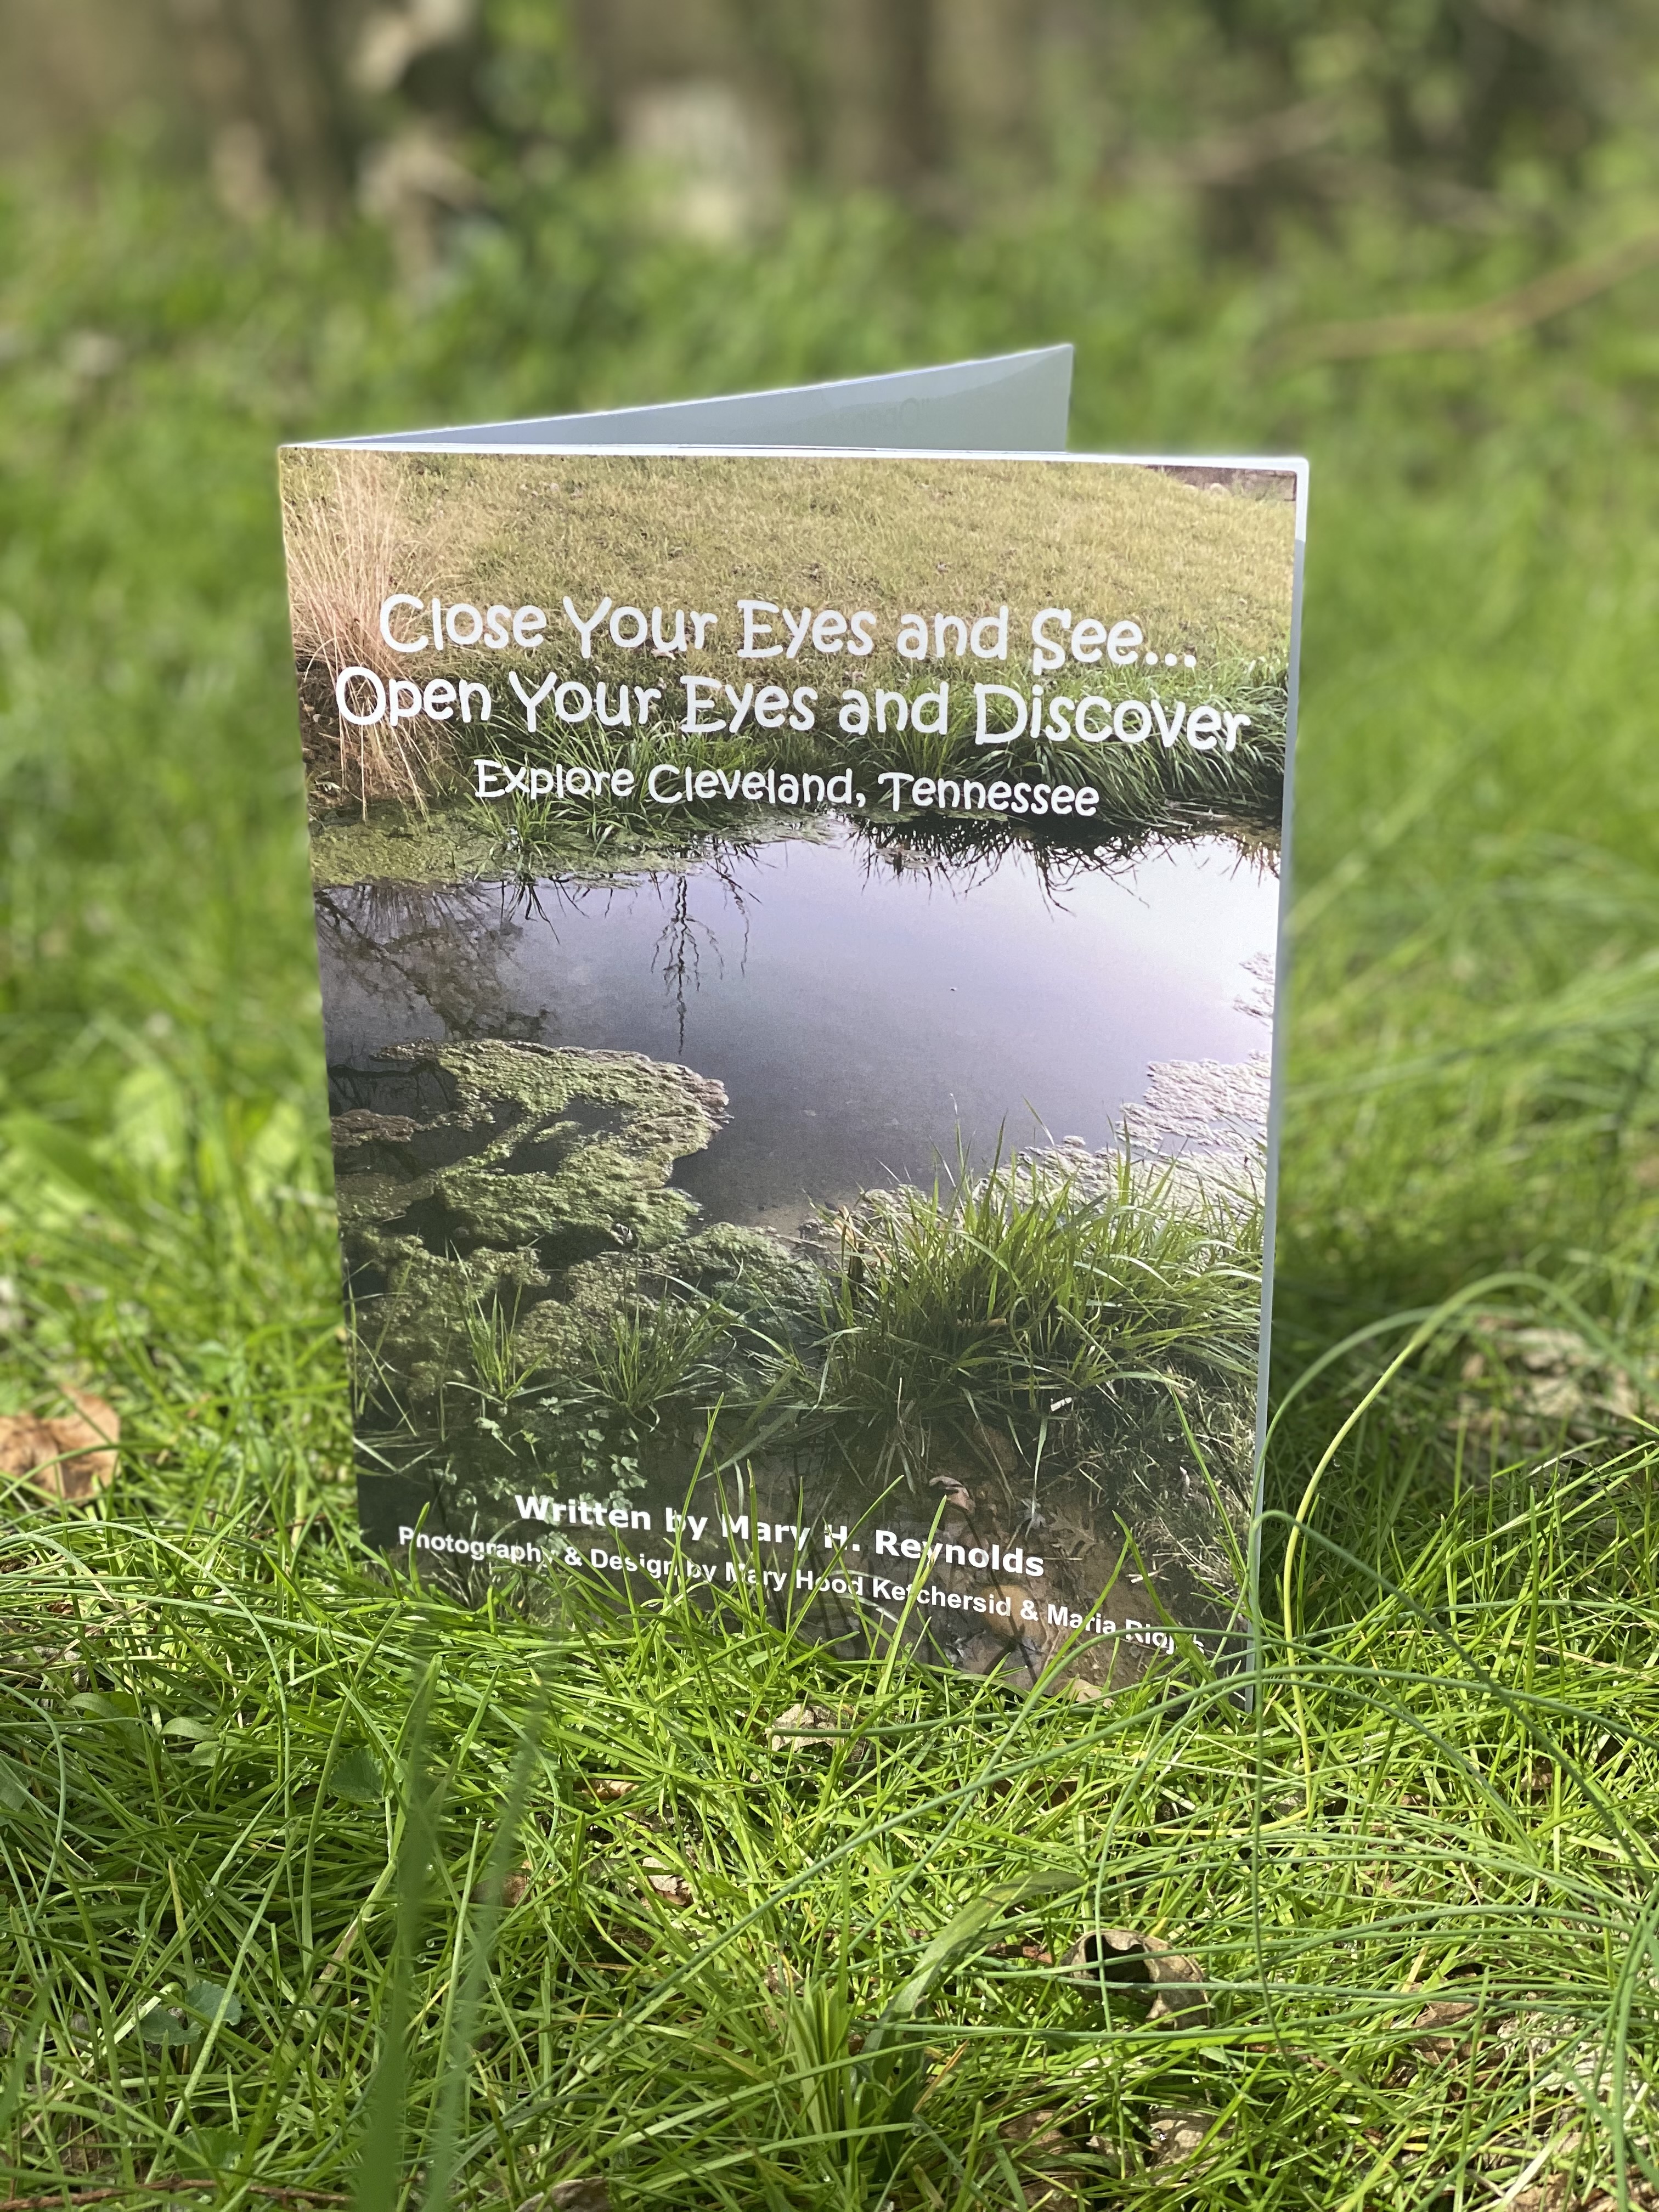 Close Your Eyes and See...
Open Your Eyes and Discover
Explore Cleveland, Tennessee
Written by Mary H. Reynolds
Photography & Design by Mary Hood Ketchersid & Maria